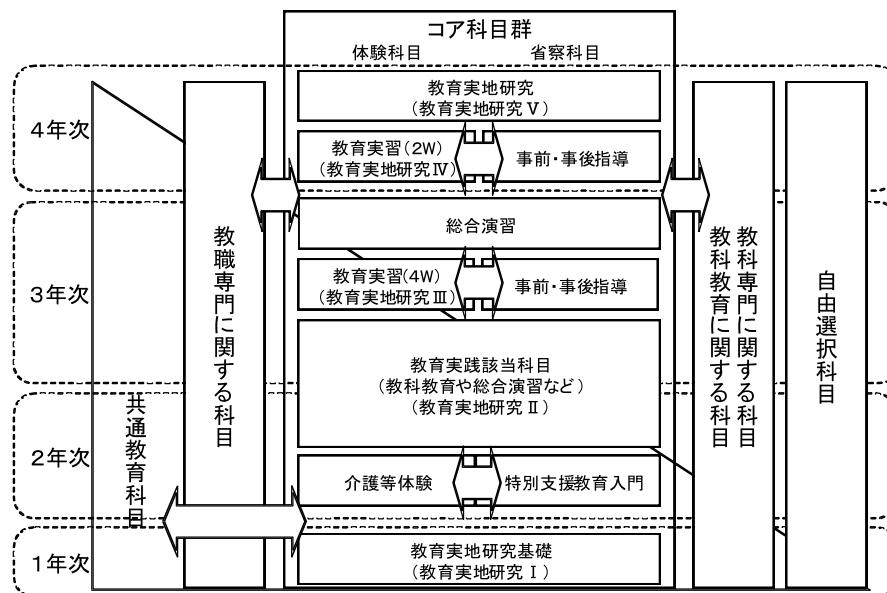 コア科目群
体験科目 省察科目
4年次
教育実地研究
(教育実地研究Ⅴ)
教育実習(2W)
(教育実地研究Ⅳ)
事前・事後指導
3年次
総合演習
教育実習(4W)
(教育実地研究Ⅲ)
事前・事後指導
教育実践該当科目
(教科教育や総合演習など)
(教育実地研究Ⅱ)
2年次
介護等体験
特別支援教育入門
1年次
教育実地研究基礎
(教育実地研究Ⅰ)
共通教育科目
教職専門に関する科目
教科専門に関する科目
教科教育に関する科目
自由選択科目